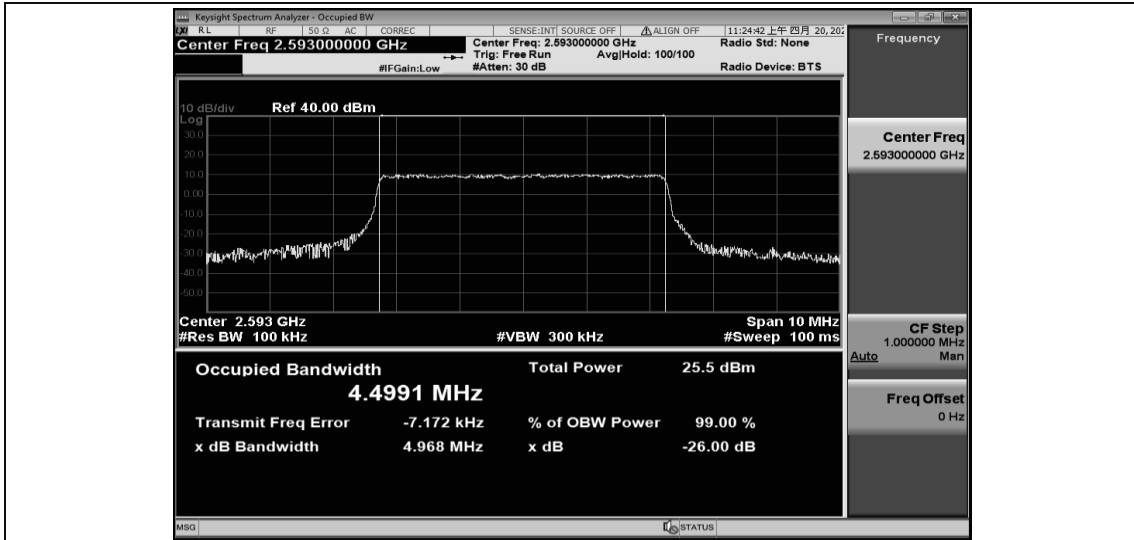 Keysight Spectrum Analyzer - Occupied BW
LXI RL RF 50 Ω AC CORREC SENSE:INT SOURCE OFF ⚠ALIGN OFF 11:24:42 上午 四月 20, 202
Center Freq 2.593000000 GHz
Center Freq: 2.593000000 GHz
Radio Std: None
Trig: Free Run Avg|Hold: 100/100
#IFGain:Low
#Atten: 30 dB
Radio Device: BTS
Frequency
10 dB/div Ref 40.00 dBm
Log
30.0
20.0
10.0
0.00
-10.0
-20.0
-30.0
-40.0
-50.0
Center Freq
2.593000000 GHz
Center 2.593 GHz
Span 10 MHz
#Res BW 100 kHz
#VBW 300 kHz
#Sweep 100 ms
CF Step
1.000000 MHz
Auto Man
Freq Offset
0 Hz
Occupied Bandwidth
4.4991 MHz
Total Power 25.5 dBm
Transmit Freq Error -7.172 kHz
% of OBW Power 99.00 %
x dB Bandwidth 4.968 MHz
x dB -26.00 dB
MSG
STATUS